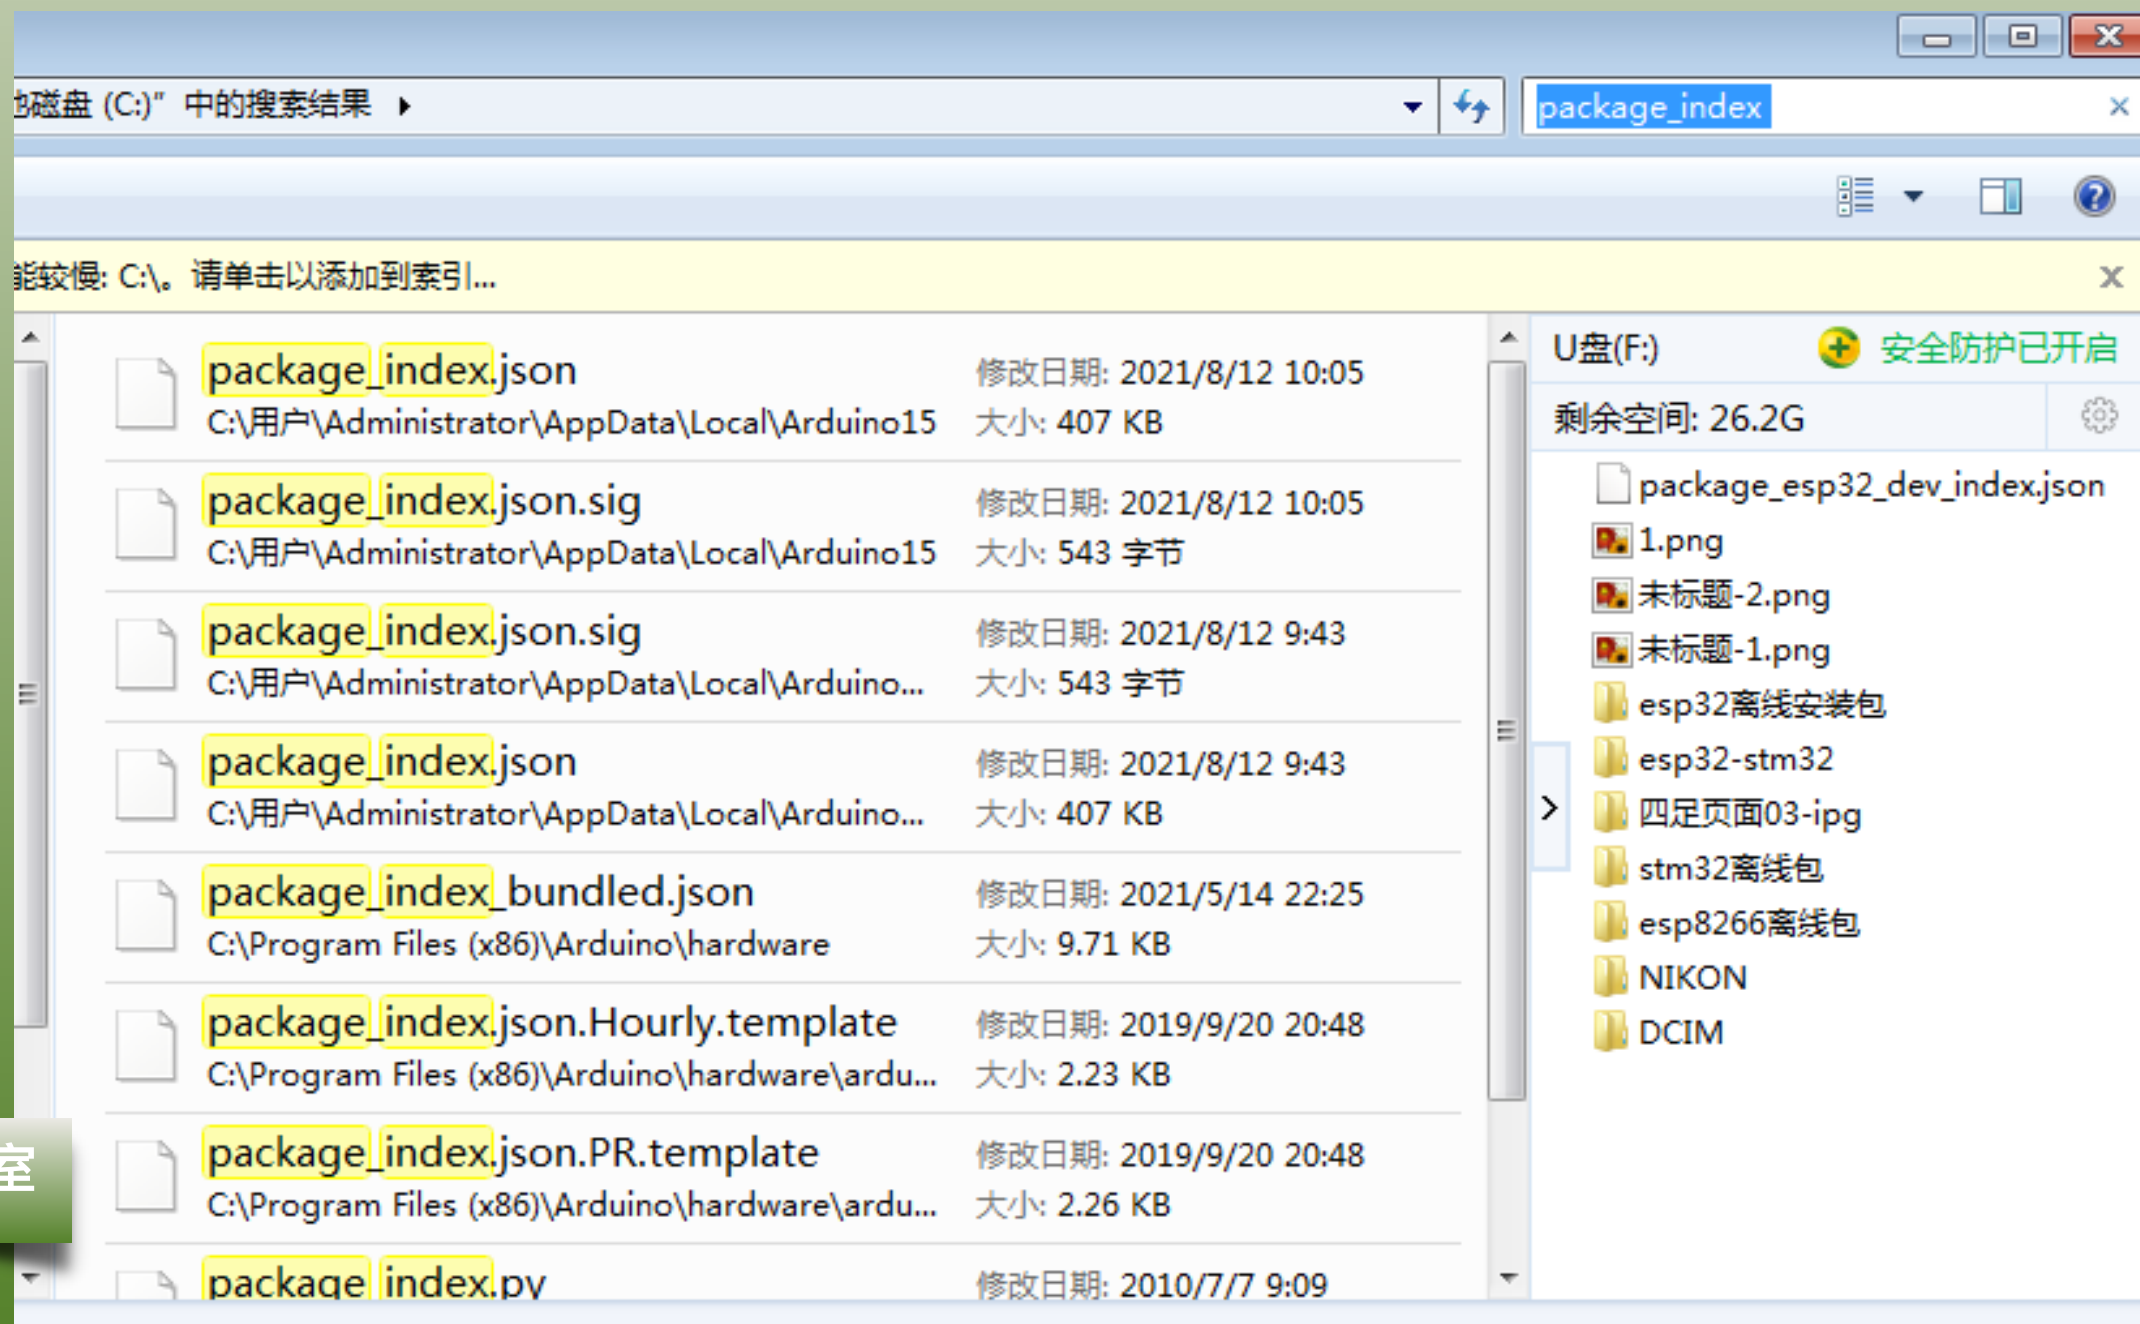 地磁盘 (C:)" 中的搜索结果
package_index
能较慢: C:\。请单击以添加到索引...
package_index.json
修改日期: 2021/8/12 10:05
C:\用户\Administrator\AppData\Local\Arduino15
大小: 407 KB
package_index.json.sig
修改日期: 2021/8/12 10:05
C:\用户\Administrator\AppData\Local\Arduino15
大小: 543 字节
package_index.json.sig
修改日期: 2021/8/12 9:43
C:\用户\Administrator\AppData\Local\Arduino...
大小: 543 字节
package_index.json
修改日期: 2021/8/12 9:43
C:\用户\Administrator\AppData\Local\Arduino...
大小: 407 KB
package_index_bundled.json
修改日期: 2021/5/14 22:25
C:\Program Files (x86)\Arduino\hardware
大小: 9.71 KB
package_index.json.Hourly.template
修改日期: 2019/9/20 20:48
C:\Program Files (x86)\Arduino\hardware\ardu...
大小: 2.23 KB
package_index.json.PR.template
修改日期: 2019/9/20 20:48
C:\Program Files (x86)\Arduino\hardware\ardu...
大小: 2.26 KB
package_index.py
修改日期: 2010/7/7 9:09
U盘(F:)
安全防护已开启
剩余空间: 26.2G
package_esp32_dev_index.json
1.png
未标题-2.png
未标题-1.png
esp32离线安装包
esp32-stm32
四足页面03-ipg
stm32离线包
esp8266离线包
NIKON
DCIM
室